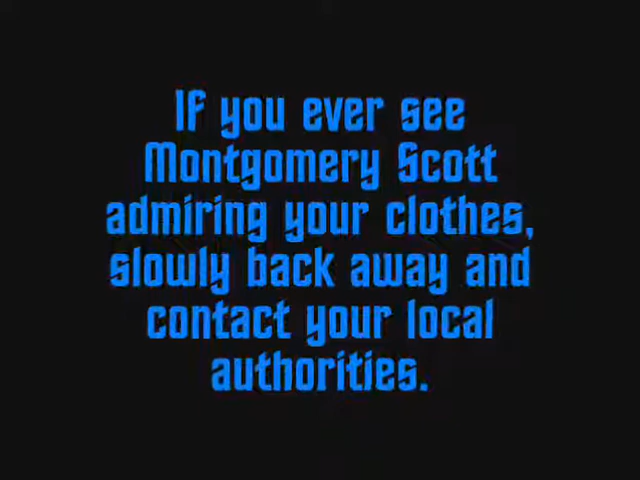 If you ever see
Montgomery Scott
admiring your clothes,
slowly back away and
contact your local
authorities.